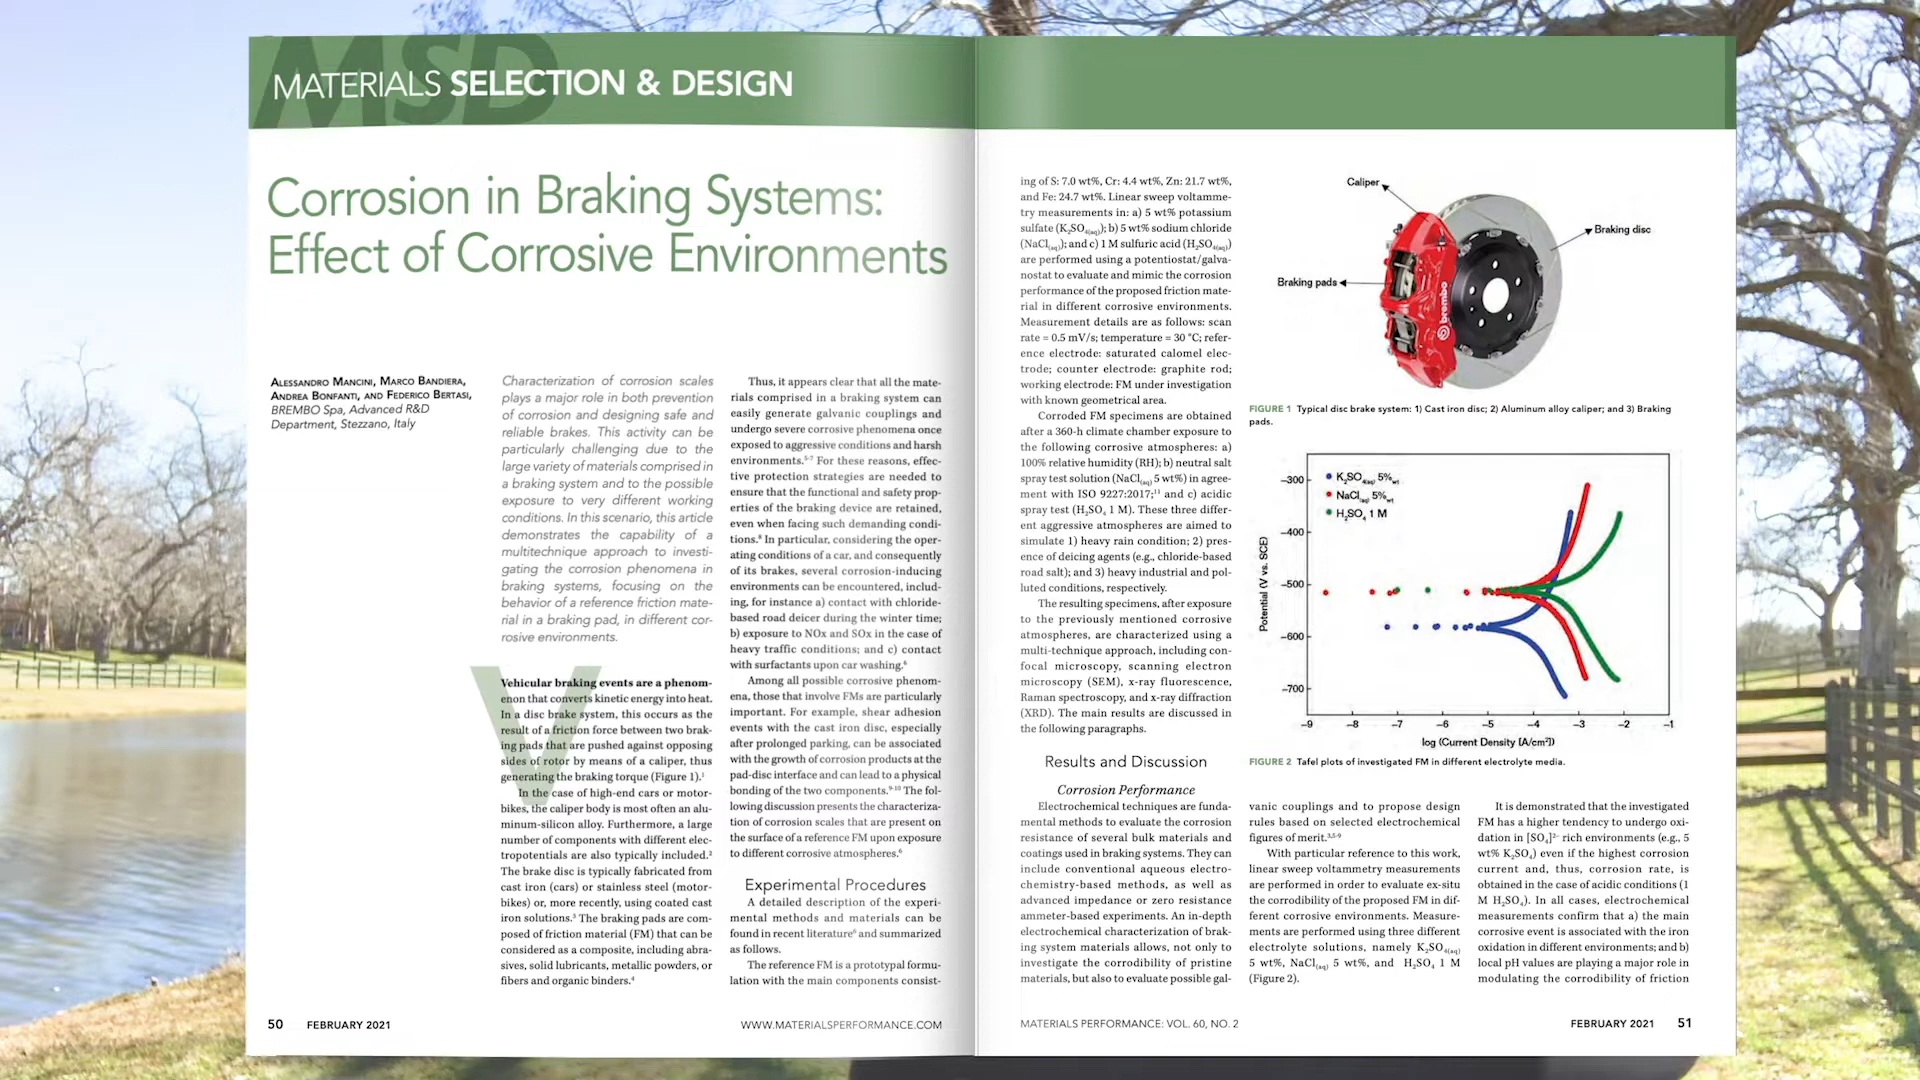 MSD
MATERIALS SELECTION & DESIGN
Corrosion in Braking Systems:
Effect of Corrosive Environments
ALESSANDRO MANCINI, MARCO BANDIERA,
ANDREA BONFANTI, AND FEDERICO BERTASI,
BREMBO Spa, Advanced R&D
Department, Stezzano, Italy
Characterization of corrosion scales
plays a major role in both prevention
of corrosion and designing safe and
reliable brakes. This activity can be
particularly challenging due to the
large variety of materials comprised in
a braking system and to the possible
exposure to very different working
conditions. In this scenario, this article
demonstrates the capability of a
multitechnique approach to investi-
gating the corrosion phenomena in
braking systems, focusing on the
behavior of a reference friction mate-
rial in a braking pad, in different cor-
rosive environments.
V
Vehicular braking events are a phenom-
enon that converts kinetic energy into heat.
In a disc brake system, this occurs as the
result of a friction force between two brak-
ing pads that are pushed against opposing
sides of rotor by means of a caliper, thus
generating the braking torque (Figure 1).¹
In the case of high-end cars or motor-
bikes, the caliper body is most often an alu-
minum-silicon alloy. Furthermore, a large
number of components with different elec-
tropotentials are also typically included.²
The brake disc is typically fabricated from
cast iron (cars) or stainless steel (motor-
bikes) or, more recently, using coated cast
iron solutions.³ The braking pads are com-
posed of friction material (FM) that can be
considered as a composite, including abra-
sives, solid lubricants, metallic powders, or
fibers and organic binders.⁴
Thus, it appears clear that all the mate-
rials comprised in a braking system can
easily generate galvanic couplings and
undergo severe corrosive phenomena once
exposed to aggressive conditions and harsh
environments.⁵⁻⁷ For these reasons, effec-
tive protection strategies are needed to
ensure that the functional and safety prop-
erties of the braking device are retained,
even when facing such demanding condi-
tions.⁸ In particular, considering the oper-
ating conditions of a car, and consequently
of its brakes, several corrosion-inducing
environments can be encountered, includ-
ing, for instance a) contact with chloride-
based road deicer during the winter time;
b) exposure to NOx and SOx in the case of
heavy traffic conditions; and c) contact
with surfactants upon car washing.⁶
Among all possible corrosive phenom-
ena, those that involve FMs are particularly
important. For example, shear adhesion
events with the cast iron disc, especially
after prolonged parking, can be associated
with the growth of corrosion products at the
pad-disc interface and can lead to a physical
bonding of the two components.⁹⁻¹⁰ The fol-
lowing discussion presents the characteriza-
tion of corrosion scales that are present on
the surface of a reference FM upon exposure
to different corrosive atmospheres.⁶
Experimental Procedures
A detailed description of the experi-
mental methods and materials can be
found in recent literature⁶ and summarized
as follows.
The reference FM is a prototypal formu-
lation with the main components consist-
50 FEBRUARY 2021
WWW.MATERIALSPERFORMANCE.COM
ing of S: 7.0 wt%, Cr: 4.4 wt%, Zn: 21.7 wt%,
and Fe: 24.7 wt%. Linear sweep voltamme-
try measurements in: a) 5 wt% potassium
sulfate (K₂SO₄(aq)); b) 5 wt% sodium chloride
(NaCl(aq)); and c) 1 M sulfuric acid (H₂SO₄(aq))
are performed using a potentiostat/galva-
nostat to evaluate and mimic the corrosion
performance of the proposed friction mate-
rial in different corrosive environments.
Measurement details are as follows: scan
rate = 0.5 mV/s; temperature = 30 °C; refer-
ence electrode: saturated calomel elec-
trode; counter electrode: graphite rod;
working electrode: FM under investigation
with known geometrical area.
Corroded FM specimens are obtained
after a 360-h climate chamber exposure to
the following corrosive atmospheres: a)
100% relative humidity (RH); b) neutral salt
spray test solution (NaCl(aq) 5 wt%) in agree-
ment with ISO 9227:2017;¹¹ and c) acidic
spray test (H₂SO₄ 1 M). These three differ-
ent aggressive atmospheres are aimed to
simulate 1) heavy rain condition; 2) pres-
ence of deicing agents (e.g., chloride-based
road salt); and 3) heavy industrial and pol-
luted conditions, respectively.
The resulting specimens, after exposure
to the previously mentioned corrosive
atmospheres, are characterized using a
multi-technique approach, including con-
focal microscopy, scanning electron
microscopy (SEM), x-ray fluorescence,
Raman spectroscopy, and x-ray diffraction
(XRD). The main results are discussed in
the following paragraphs.
Results and Discussion
Corrosion Performance
Electrochemical techniques are funda-
mental methods to evaluate the corrosion
resistance of several bulk materials and
coatings used in braking systems. They can
include conventional aqueous electro-
chemistry-based methods, as well as
advanced impedance or zero resistance
ammeter-based experiments. An in-depth
electrochemical characterization of brak-
ing system materials allows, not only to
investigate the corrodibility of pristine
materials, but also to evaluate possible gal-
Caliper
Braking disc
Braking pads
brembo
FIGURE 1 Typical disc brake system: 1) Cast iron disc; 2) Aluminum alloy caliper; and 3) Braking
pads.
K₂SO₄(aq) 5%wt
NaCl(aq) 5%wt
H₂SO₄ 1 M
Potential (V vs. SCE)
–300
–400
–500
–600
–700
–9 –8 –7 –6 –5 –4 –3 –2 –1
log (Current Density [A/cm²])
FIGURE 2 Tafel plots of investigated FM in different electrolyte media.
vanic couplings and to propose design
rules based on selected electrochemical
figures of merit.³,⁵⁻⁹
With particular reference to this work,
linear sweep voltammetry measurements
are performed in order to evaluate ex-situ
the corrodibility of the proposed FM in dif-
ferent corrosive environments. Measure-
ments are performed using three different
electrolyte solutions, namely K₂SO₄(aq)
5 wt%, NaCl(aq) 5 wt%, and H₂SO₄ 1 M
(Figure 2).
It is demonstrated that the investigated
FM has a higher tendency to undergo oxi-
dation in [SO₄]²⁻ rich environments (e.g., 5
wt% K₂SO₄) even if the highest corrosion
current and, thus, corrosion rate, is
obtained in the case of acidic conditions (1
M H₂SO₄). In all cases, electrochemical
measurements confirm that a) the main
corrosive event is associated with the iron
oxidation in different environments; and b)
local pH values are playing a major role in
modulating the corrodibility of friction
MATERIALS PERFORMANCE: VOL. 60, NO. 2
FEBRUARY 2021 51